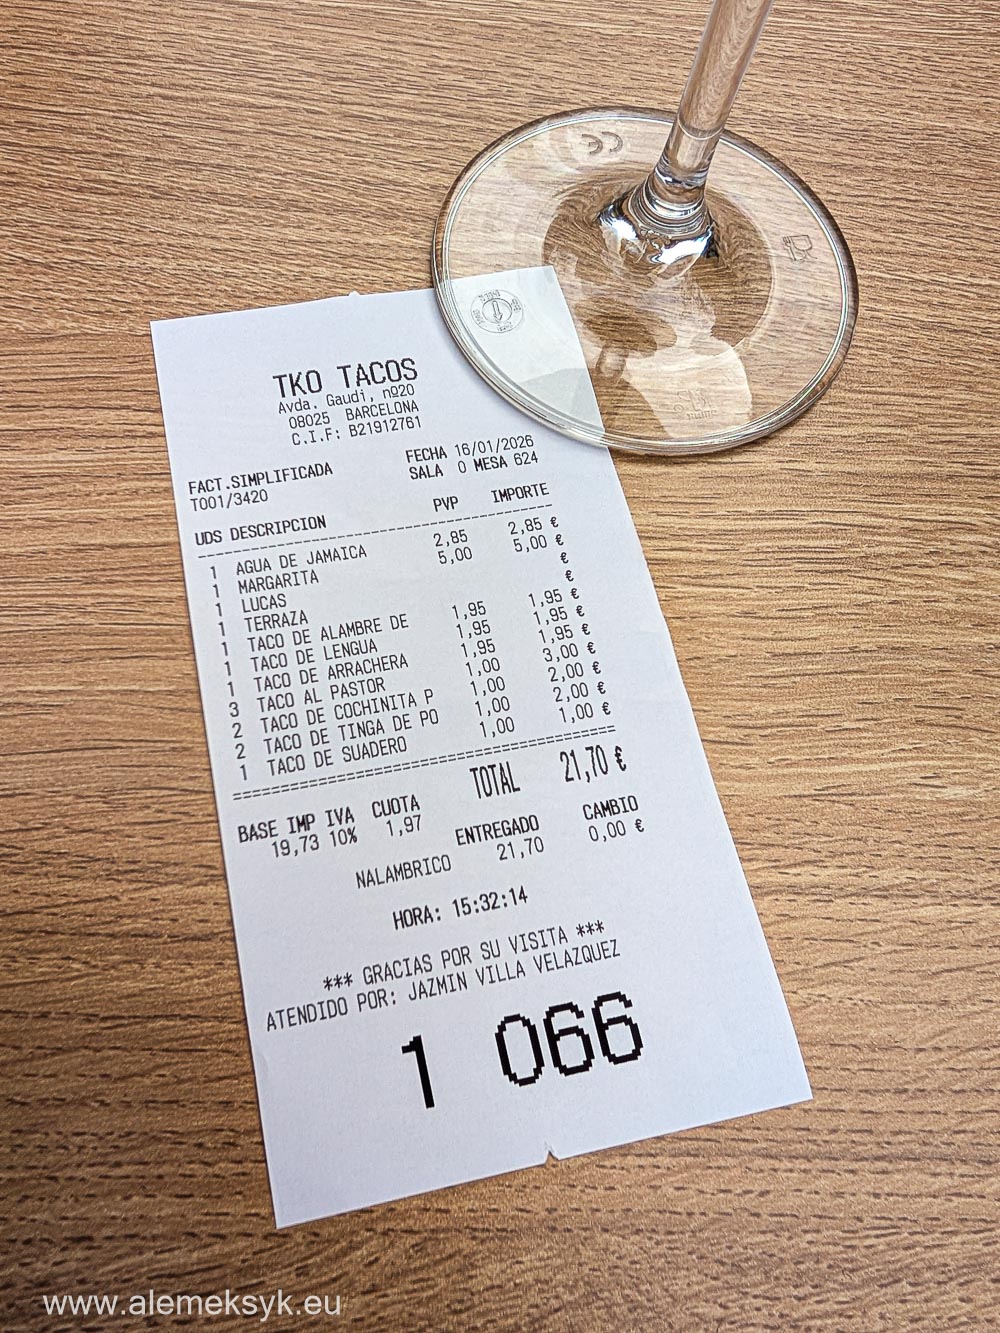 TKO TACOS
Avda. Gaudi, nº20
08025 BARCELONA
C.I.F: B21912761
FACT.SIMPLIFICADA FECHA 16/01/2026
T001/3420 SALA 0 MESA 624
UDS DESCRIPCION PVP IMPORTE
1 AGUA DE JAMAICA 2,85 2,85 €
1 MARGARITA 5,00 5,00 €
1 LUCAS €
1 TERRAZA €
1 TACO DE ALAMBRE DE 1,95 1,95 €
1 TACO DE LENGUA 1,95 1,95 €
1 TACO DE ARRACHERA 1,95 1,95 €
3 TACO AL PASTOR 1,00 3,00 €
2 TACO DE COCHINITA P 1,00 2,00 €
2 TACO DE TINGA DE PO 1,00 2,00 €
1 TACO DE SUADERO 1,00 1,00 €
TOTAL 21,70 €
BASE IMP IVA CUOTA
19,73 10% 1,97
ENTREGADO CAMBIO
NALAMBRICO 21,70 0,00 €
HORA: 15:32:14
*** GRACIAS POR SU VISITA ***
ATENDIDO POR: JAZMIN VILLA VELAZQUEZ
1 066
CE
www.alemeksyk.eu